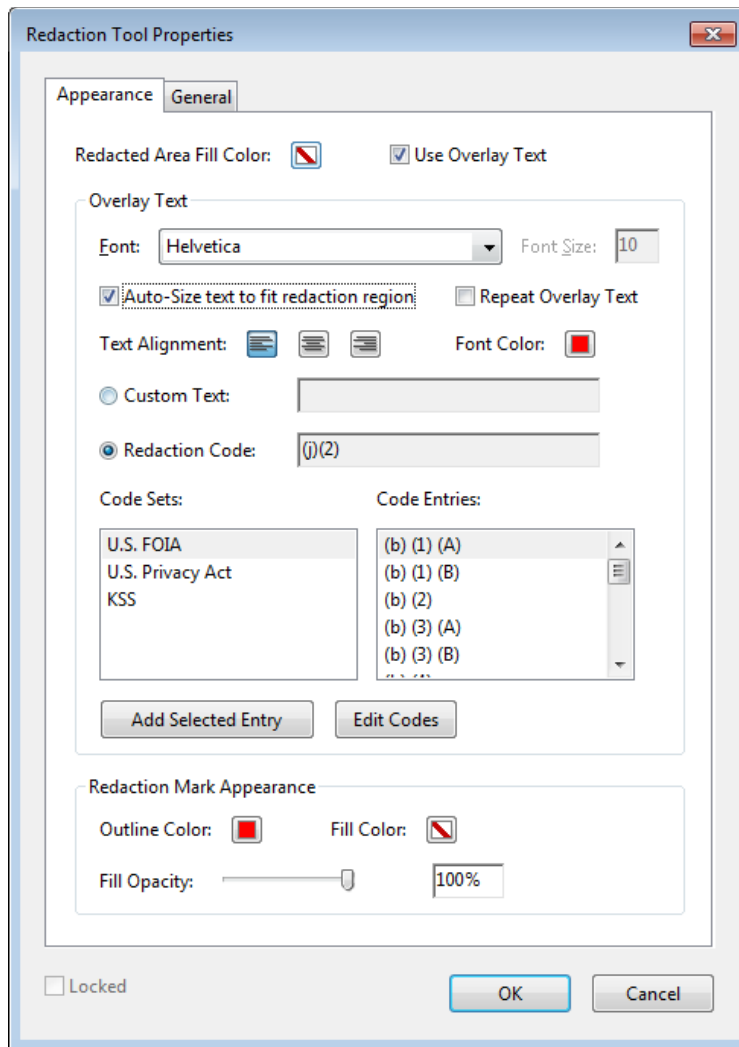 Redaction Tool Properties
Appearance General
Redacted Area Fill Color: Use Overlay Text
Overlay Text
Font: Helvetica Font Size: 10
Auto-Size text to fit redaction region Repeat Overlay Text
Text Alignment: Font Color:
Custom Text:
Redaction Code: (j)(2)
Code Sets: Code Entries:
U.S. FOIA (b) (1) (A)
U.S. Privacy Act (b) (1) (B)
KSS (b) (2)
(b) (3) (A)
(b) (3) (B)
Add Selected Entry Edit Codes
Redaction Mark Appearance
Outline Color: Fill Color:
Fill Opacity: 100%
Locked OK Cancel